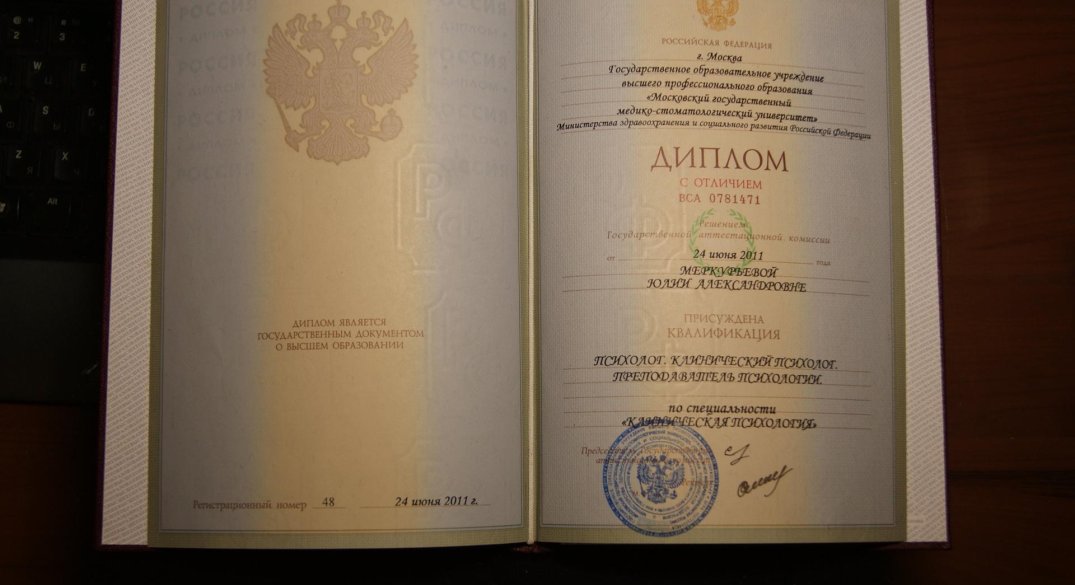 ДИПЛОМ ЯВЛЯЕТСЯ
ГОСУДАРСТВЕННЫМ ДОКУМЕНТОМ
О ВЫСШЕМ ОБРАЗОВАНИИ
Регистрационный номер 48 24 июня 2011 г.
РОССИЙСКАЯ ФЕДЕРАЦИЯ
г. Москва
Государственное образовательное учреждение
высшего профессионального образования
«Московский государственный
медико-стоматологический университет»
Министерства здравоохранения и социального развития Российской Федерации
ДИПЛОМ
С ОТЛИЧИЕМ
ВСА 0781471
Решением
Государственной аттестационной комиссии
от 24 июня 2011 года
МЕРКУРЬЕВОЙ
ЮЛИИ АЛЕКСАНДРОВНЕ
ПРИСУЖДЕНА
КВАЛИФИКАЦИЯ
ПСИХОЛОГ. КЛИНИЧЕСКИЙ ПСИХОЛОГ.
ПРЕПОДАВАТЕЛЬ ПСИХОЛОГИИ.
по специальности
«КЛИНИЧЕСКАЯ ПСИХОЛОГИЯ»
Председатель